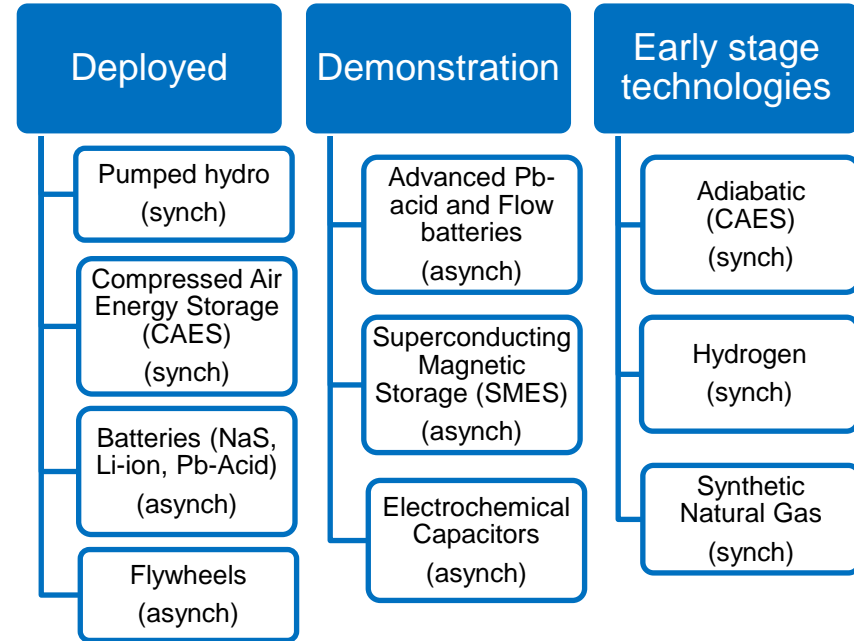 Deployed
Pumped hydro
(synch)
Compressed Air
Energy Storage
(CAES)
(synch)
Batteries (NaS,
Li-ion, Pb-Acid)
(asynch)
Flywheels
(asynch)
Demonstration
Advanced Pb-
acid and Flow
batteries
(asynch)
Superconducting
Magnetic
Storage (SMES)
(asynch)
Electrochemical
Capacitors
(asynch)
Early stage
technologies
Adiabatic
(CAES)
(synch)
Hydrogen
(synch)
Synthetic
Natural Gas
(synch)